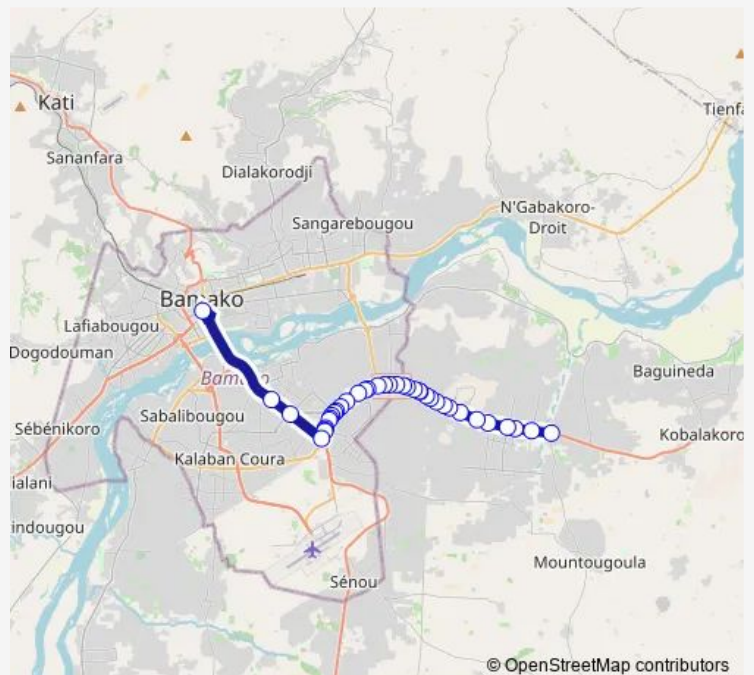 Kati
Tienfa
Sananfara
Dialakorodji
N'Gabakoro-
Droit
Sangarebougou
Bamako
Lafiabougou
Dogodouman
Bamako
Baguineda
Sabalibougou
Sébénikoro
Kobalakoro
Kalaban Coura
ialani
indougou
Mountougoula
Sénou
© OpenStreetMap contributors